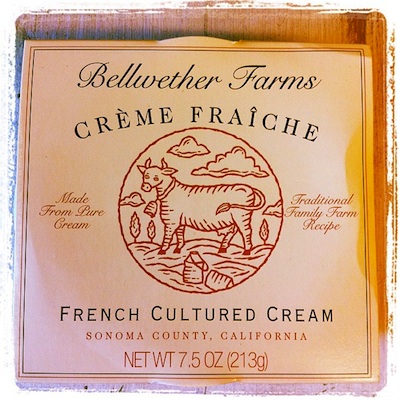 Bellwether Farms
CRÈME FRAÎCHE
Made
From Pure
Cream
Traditional
Family Farm
Recipe
FRENCH CULTURED CREAM
SONOMA COUNTY, CALIFORNIA
NET WT 7.5 OZ (213g)